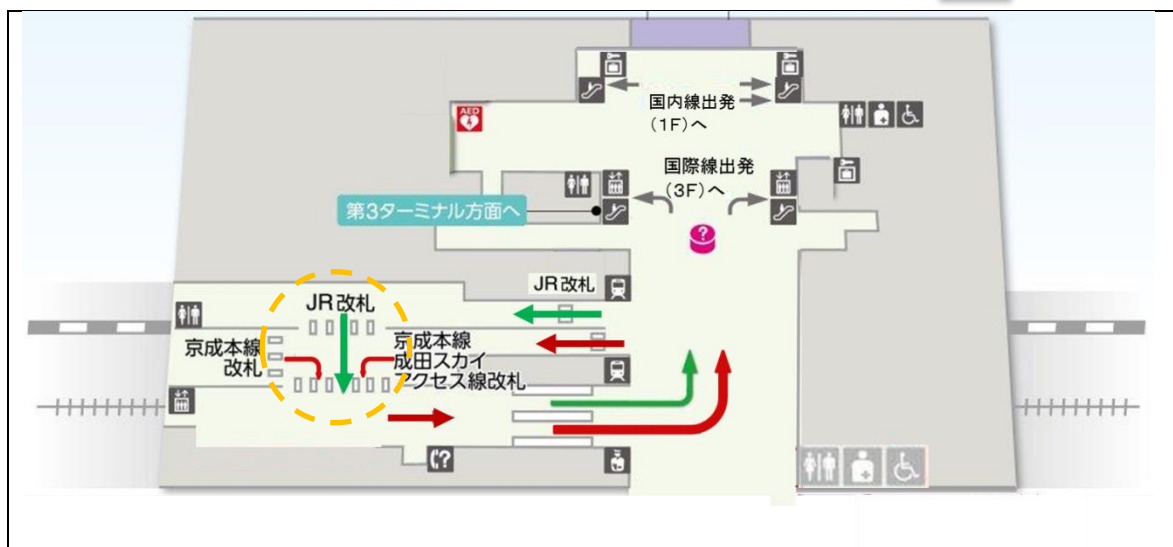 AED
国内線出発
(1F)へ
国際線出発
(3F)へ
第3ターミナル方面へ
?
JR改札
JR改札
京成本線
改札
京成本線
成田スカイ
アクセス線改札
?